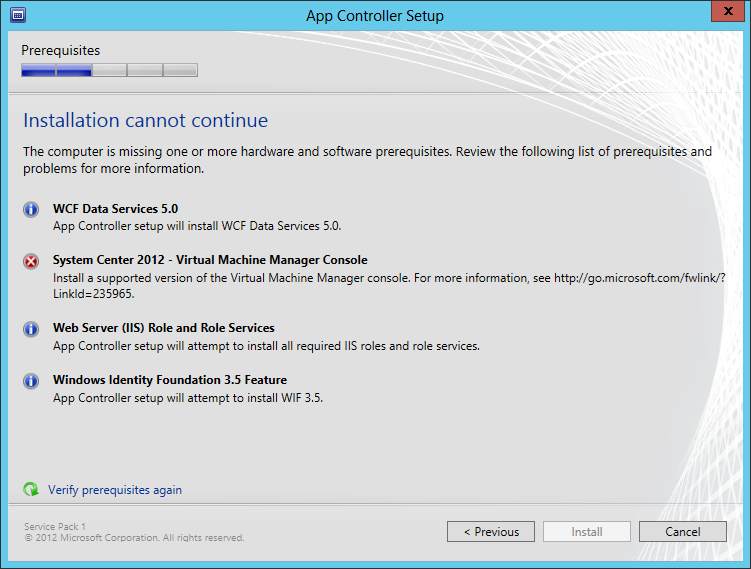 App Controller Setup
x
Prerequisites
Installation cannot continue
The computer is missing one or more hardware and software prerequisites. Review the following list of prerequisites and
problems for more information.
WCF Data Services 5.0
App Controller setup will install WCF Data Services 5.0.
System Center 2012 - Virtual Machine Manager Console
Install a supported version of the Virtual Machine Manager console. For more information, see http://go.microsoft.com/fwlink/?
LinkId=235965.
Web Server (IIS) Role and Role Services
App Controller setup will attempt to install all required IIS roles and role services.
Windows Identity Foundation 3.5 Feature
App Controller setup will attempt to install WIF 3.5.
Verify prerequisites again
Service Pack 1
© 2012 Microsoft Corporation. All rights reserved.
< Previous
Install
Cancel